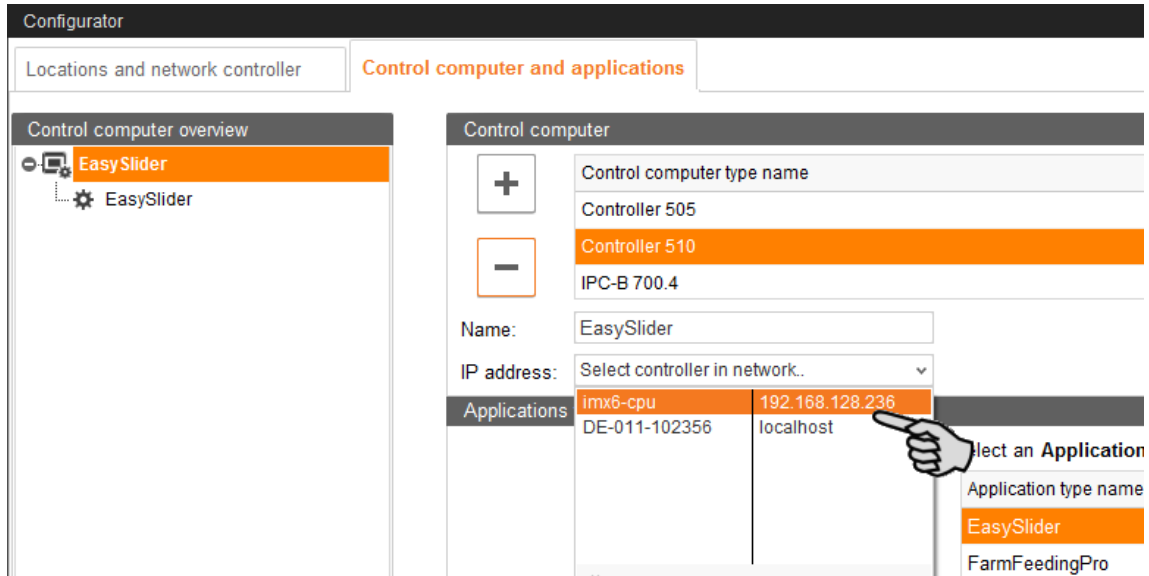 Configurator
Locations and network controller
Control computer and applications
Control computer overview
EasySlider
EasySlider
Control computer
Control computer type name
Controller 505
Controller 510
IPC-B 700.4
Name: EasySlider
IP address: Select controller in network..
imx6-cpu 192.168.128.236
DE-011-102356 localhost
Applications
lect an Application
Application type name
EasySlider
FarmFeedingPro